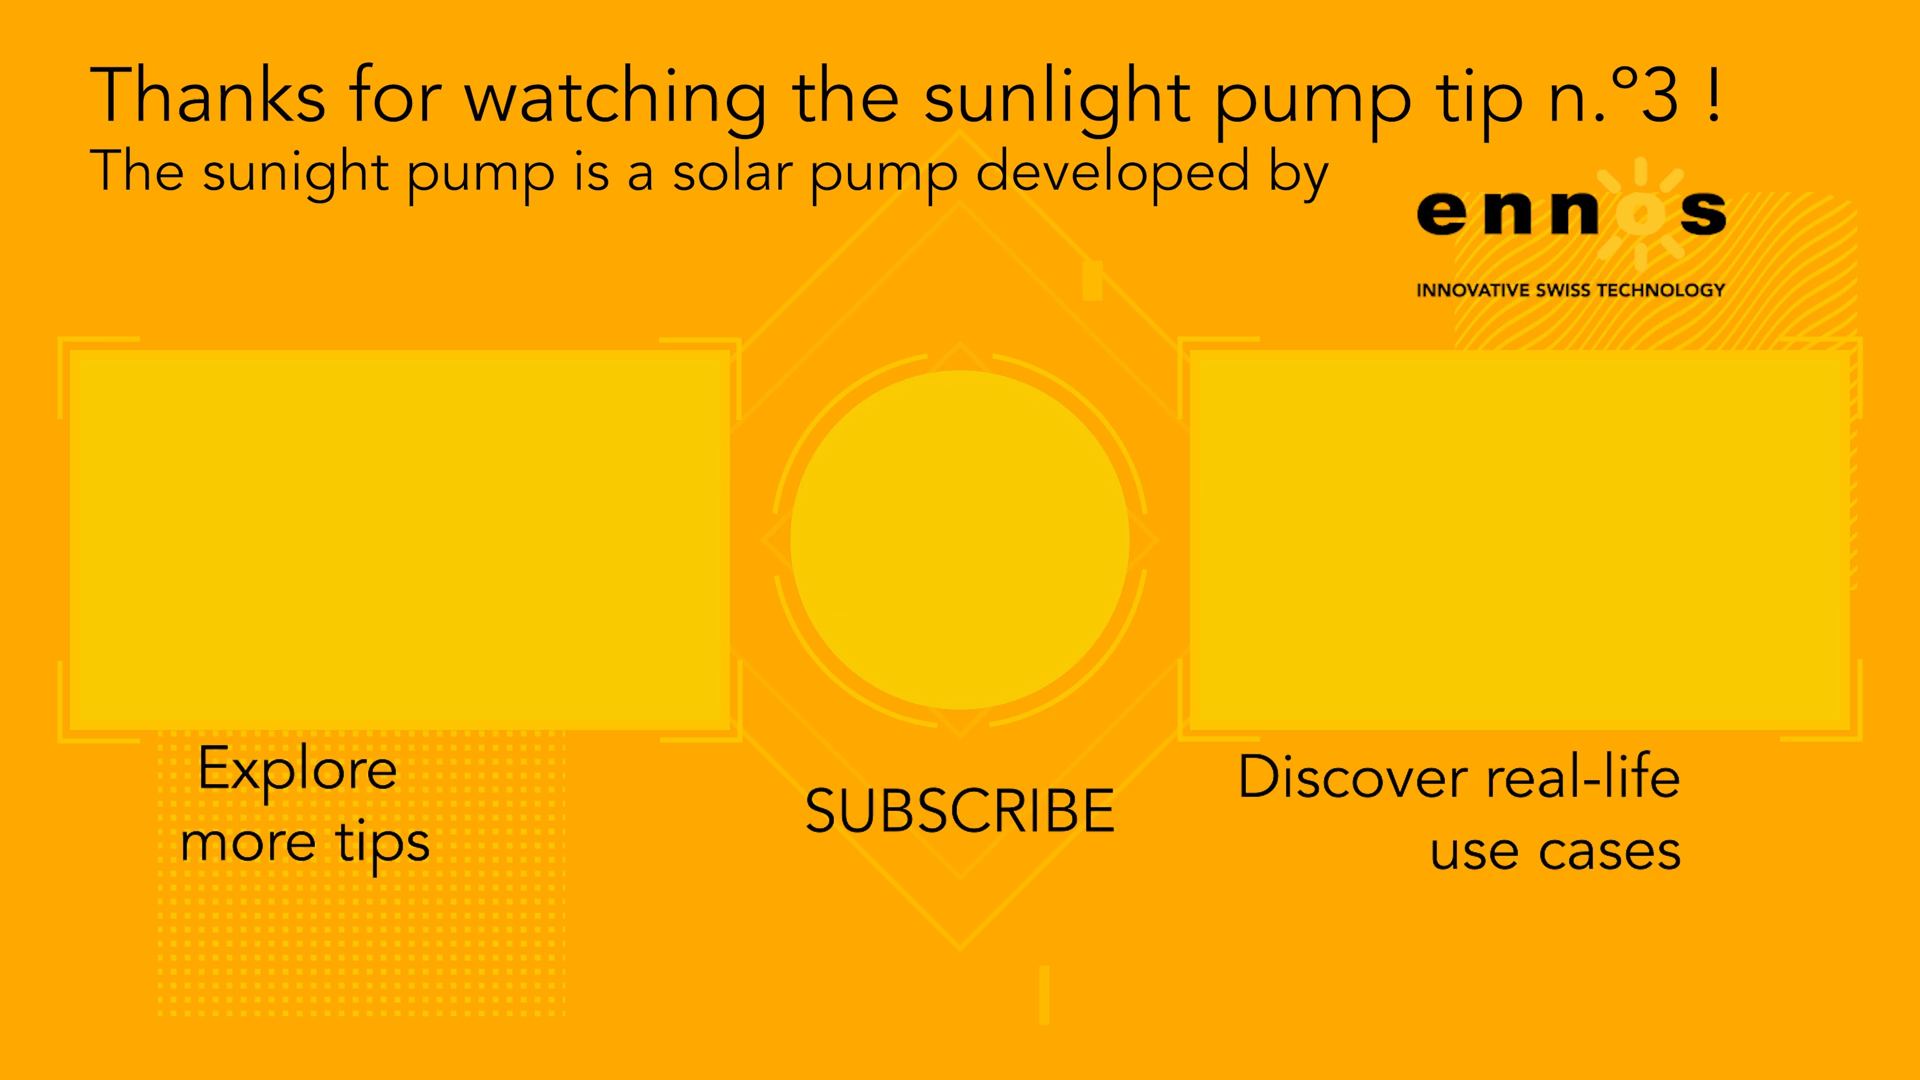 Thanks for watching the sunlight pump tip n.º3 !
The sunight pump is a solar pump developed by
ennos
INNOVATIVE SWISS TECHNOLOGY
Explore
more tips
SUBSCRIBE
Discover real-life
use cases